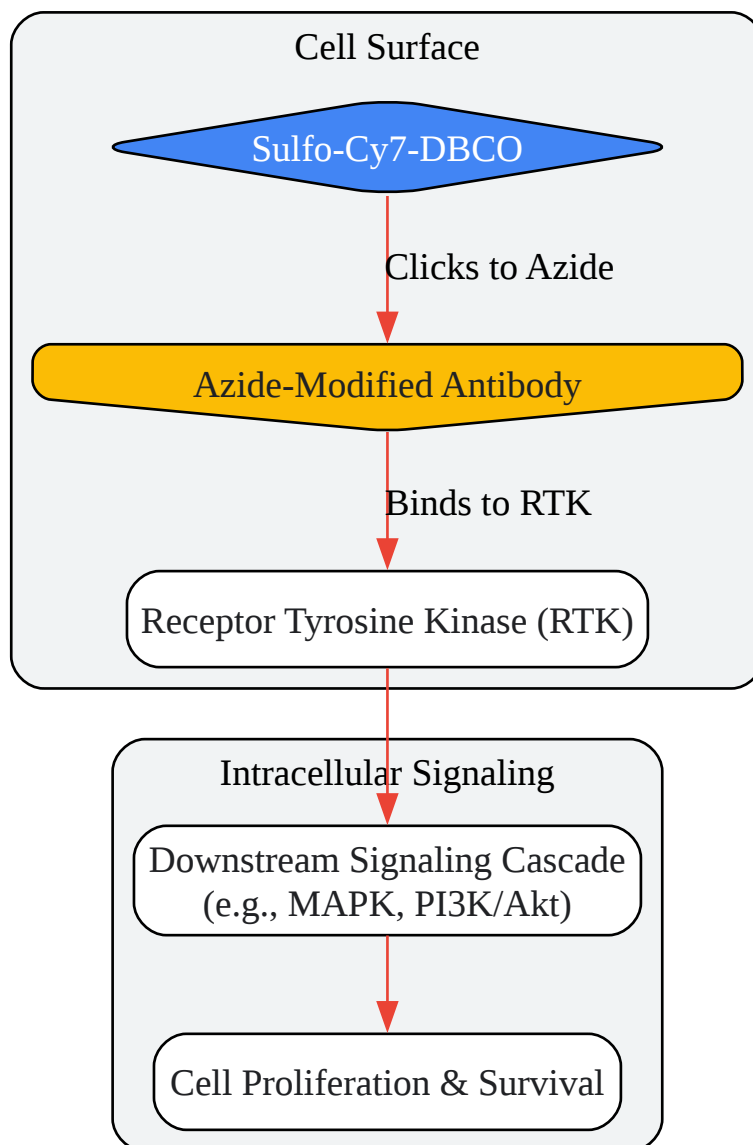 Cell Surface
Sulfo-Cy7-DBCO
Clicks to Azide
Azide-Modified Antibody
Binds to RTK
Receptor Tyrosine Kinase (RTK)
Intracellular Signaling
Downstream Signaling Cascade
(e.g., MAPK, PI3K/Akt)
Cell Proliferation & Survival